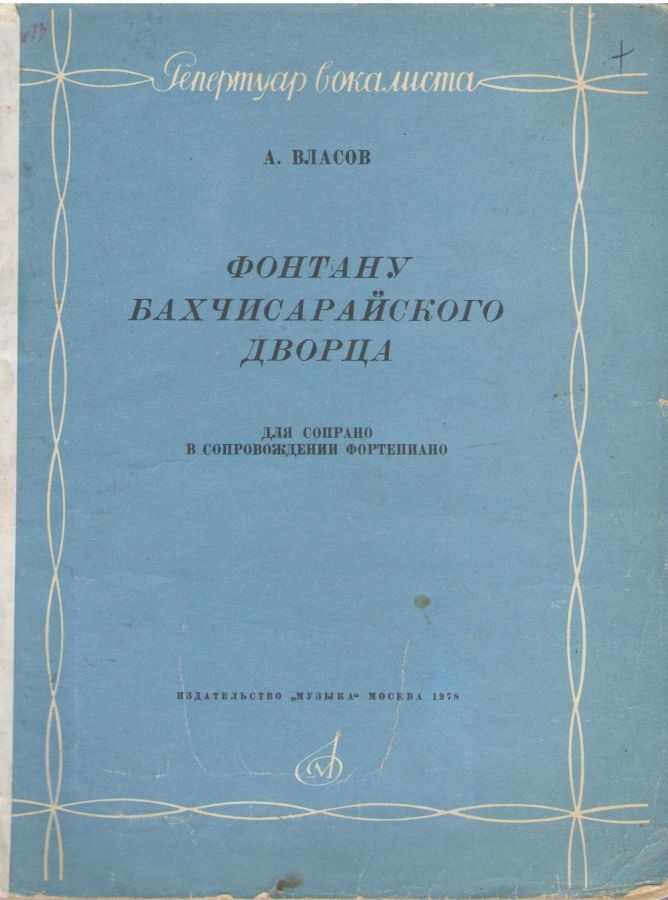 Репертуар вокалиста
А. ВЛАСОВ
ФОНТАНУ
БАХЧИСАРАЙСКОГО
ДВОРЦА
ДЛЯ СОПРАНО
В СОПРОВОЖДЕНИИ ФОРТЕПИАНО
ИЗДАТЕЛЬСТВО „МУЗЫКА“ МОСКВА 1978
М